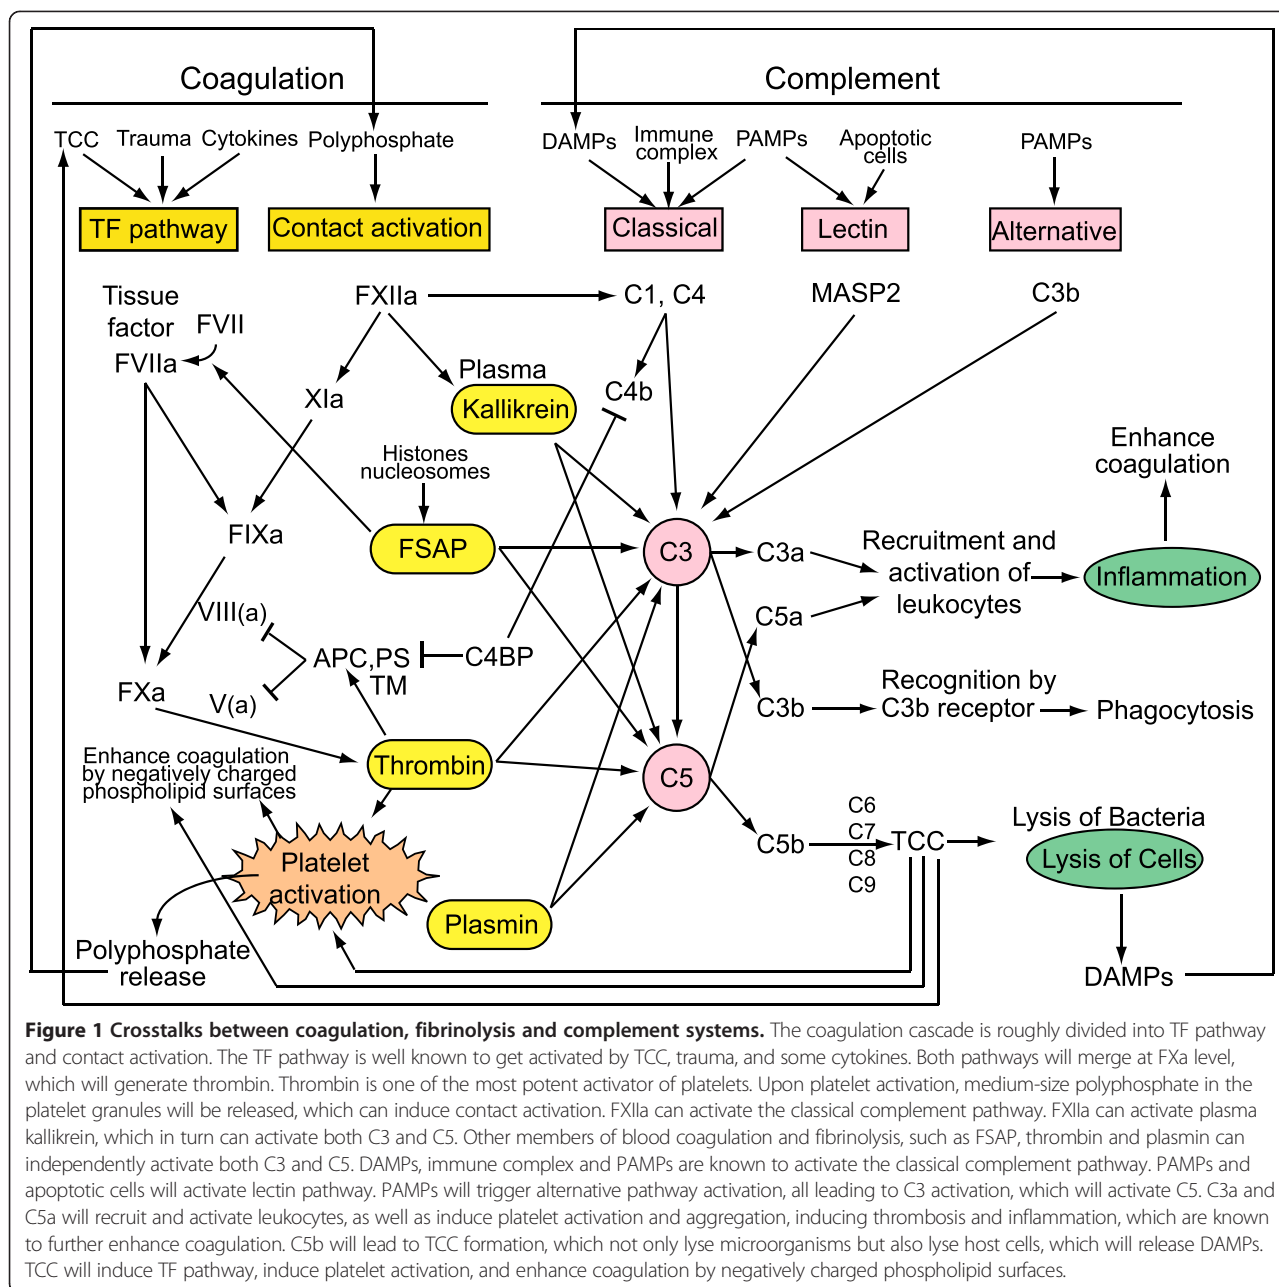 Coagulation
Complement
TCC
Trauma
Cytokines
Polyphosphate
DAMPs
Immune
complex
PAMPs
Apoptotic
cells
PAMPs
TF pathway
Contact activation
Classical
Lectin
Alternative
Tissue
factor
FVII
FVIIa
FXIIa
C1, C4
MASP2
C3b
XIa
Plasma
Kallikrein
C4b
Histones
nucleosomes
Enhance
coagulation
FIXa
FSAP
C3
C3a
Recruitment and
activation of
leukocytes
Inflammation
VIII(a)
C5a
APC,PS
TM
C4BP
FXa
V(a)
C3b
Recognition by
C3b receptor
Phagocytosis
Enhance coagulation
by negatively charged
phospholipid surfaces
Thrombin
C5
C6
C7
C8
C9
C5b
TCC
Lysis of Bacteria
Lysis of Cells
Platelet
activation
Plasmin
Polyphosphate
release
DAMPs
Figure 1 Crosstalks between coagulation, fibrinolysis and complement systems. The coagulation cascade is roughly divided into TF pathway
and contact activation. The TF pathway is well known to get activated by TCC, trauma, and some cytokines. Both pathways will merge at FXa level,
which will generate thrombin. Thrombin is one of the most potent activator of platelets. Upon platelet activation, medium-size polyphosphate in the
platelet granules will be released, which can induce contact activation. FXIIa can activate the classical complement pathway. FXIIa can activate plasma
kallikrein, which in turn can activate both C3 and C5. Other members of blood coagulation and fibrinolysis, such as FSAP, thrombin and plasmin can
independently activate both C3 and C5. DAMPs, immune complex and PAMPs are known to activate the classical complement pathway. PAMPs and
apoptotic cells will activate lectin pathway. PAMPs will trigger alternative pathway activation, all leading to C3 activation, which will activate C5. C3a and
C5a will recruit and activate leukocytes, as well as induce platelet activation and aggregation, inducing thrombosis and inflammation, which are known
to further enhance coagulation. C5b will lead to TCC formation, which not only lyse microorganisms but also lyse host cells, which will release DAMPs.
TCC will induce TF pathway, induce platelet activation, and enhance coagulation by negatively charged phospholipid surfaces.